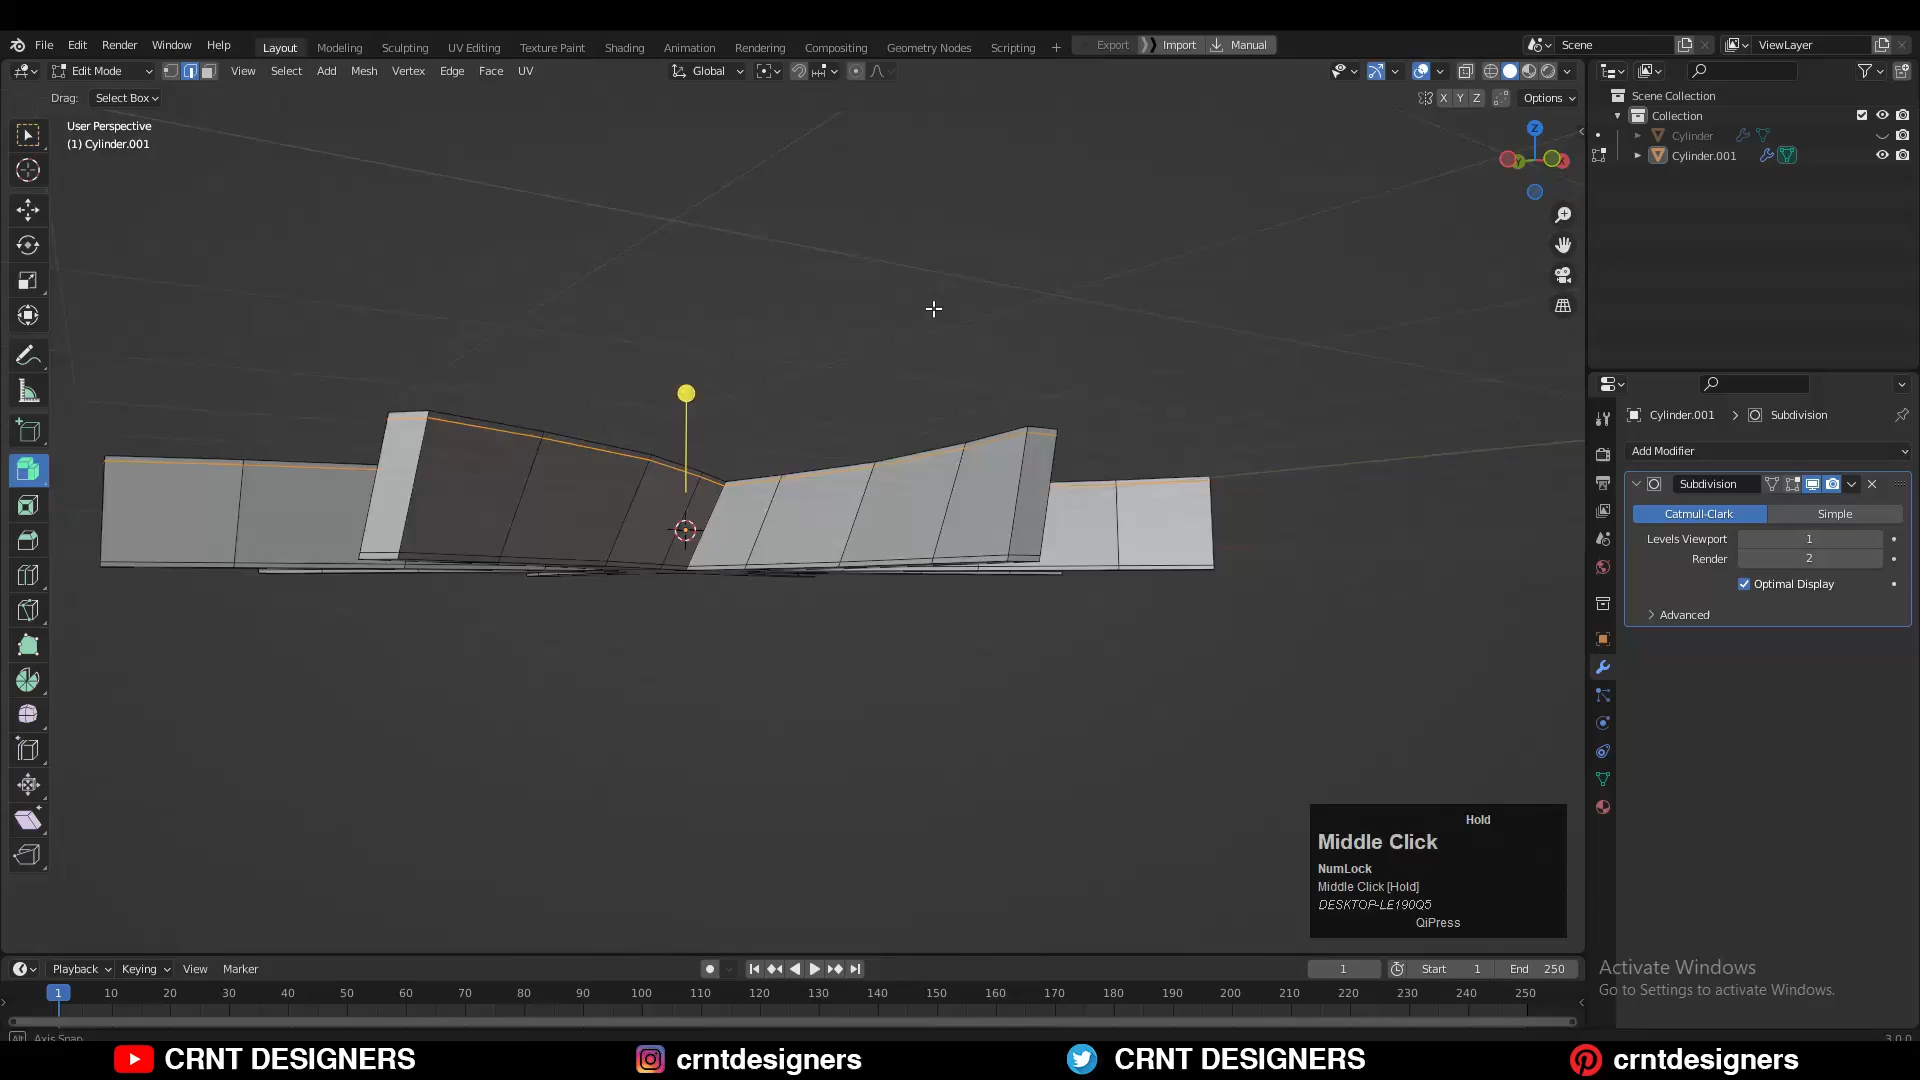 File Edit Render Window Help Layout Modeling Sculpting UV Editing Texture Paint Shading Animation Rendering Compositing Geometry Nodes Scripting + Export Import Manual Scene ViewLayer
Edit Mode View Select Add Mesh Vertex Edge Face UV Global
Drag: Select Box X Y Z Options
User Perspective
(1) Cylinder.001
Z
Y
X
Scene Collection
Collection
Cylinder
Cylinder.001
Cylinder.001 > Subdivision
Add Modifier
Subdivision
Catmull-Clark Simple
Levels Viewport 1
Render 2
Optimal Display
Advanced
Hold
Middle Click
NumLock
Middle Click [Hold]
DESKTOP-LE190Q5
QiPress
Activate Windows
Go to Settings to activate Windows.
Playback Keying View Marker 1 Start 1 End 250
1 10 20 30 40 50 60 70 80 90 100 110 120 130 140 150 160 170 180 190 200 210 220 230 240 250
Alt Axis Snap 3.0.0
CRNT DESIGNERS crntdesigners CRNT DESIGNERS crntdesigners